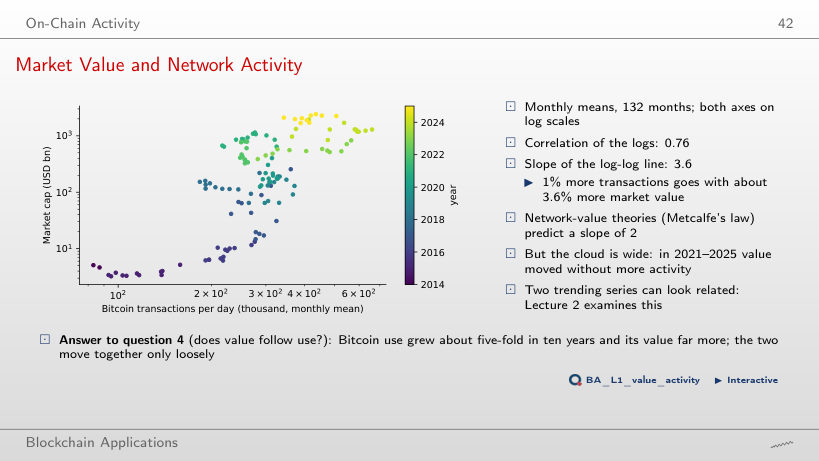 On-Chain Activity 42
Market Value and Network Activity
10³
10²
10¹
Market cap (USD bn)
10² 2 × 10² 3 × 10² 4 × 10² 6 × 10²
Bitcoin transactions per day (thousand, monthly mean)
2024
2022
2020
2018
2016
2014
year
Monthly means, 132 months; both axes on
log scales
Correlation of the logs: 0.76
Slope of the log-log line: 3.6
▶ 1% more transactions goes with about
3.6% more market value
Network-value theories (Metcalfe's law)
predict a slope of 2
But the cloud is wide: in 2021–2025 value
moved without more activity
Two trending series can look related:
Lecture 2 examines this
Answer to question 4 (does value follow use?): Bitcoin use grew about five-fold in ten years and its value far more; the two
move together only loosely
BA_L1_value_activity ▶ Interactive
Blockchain Applications